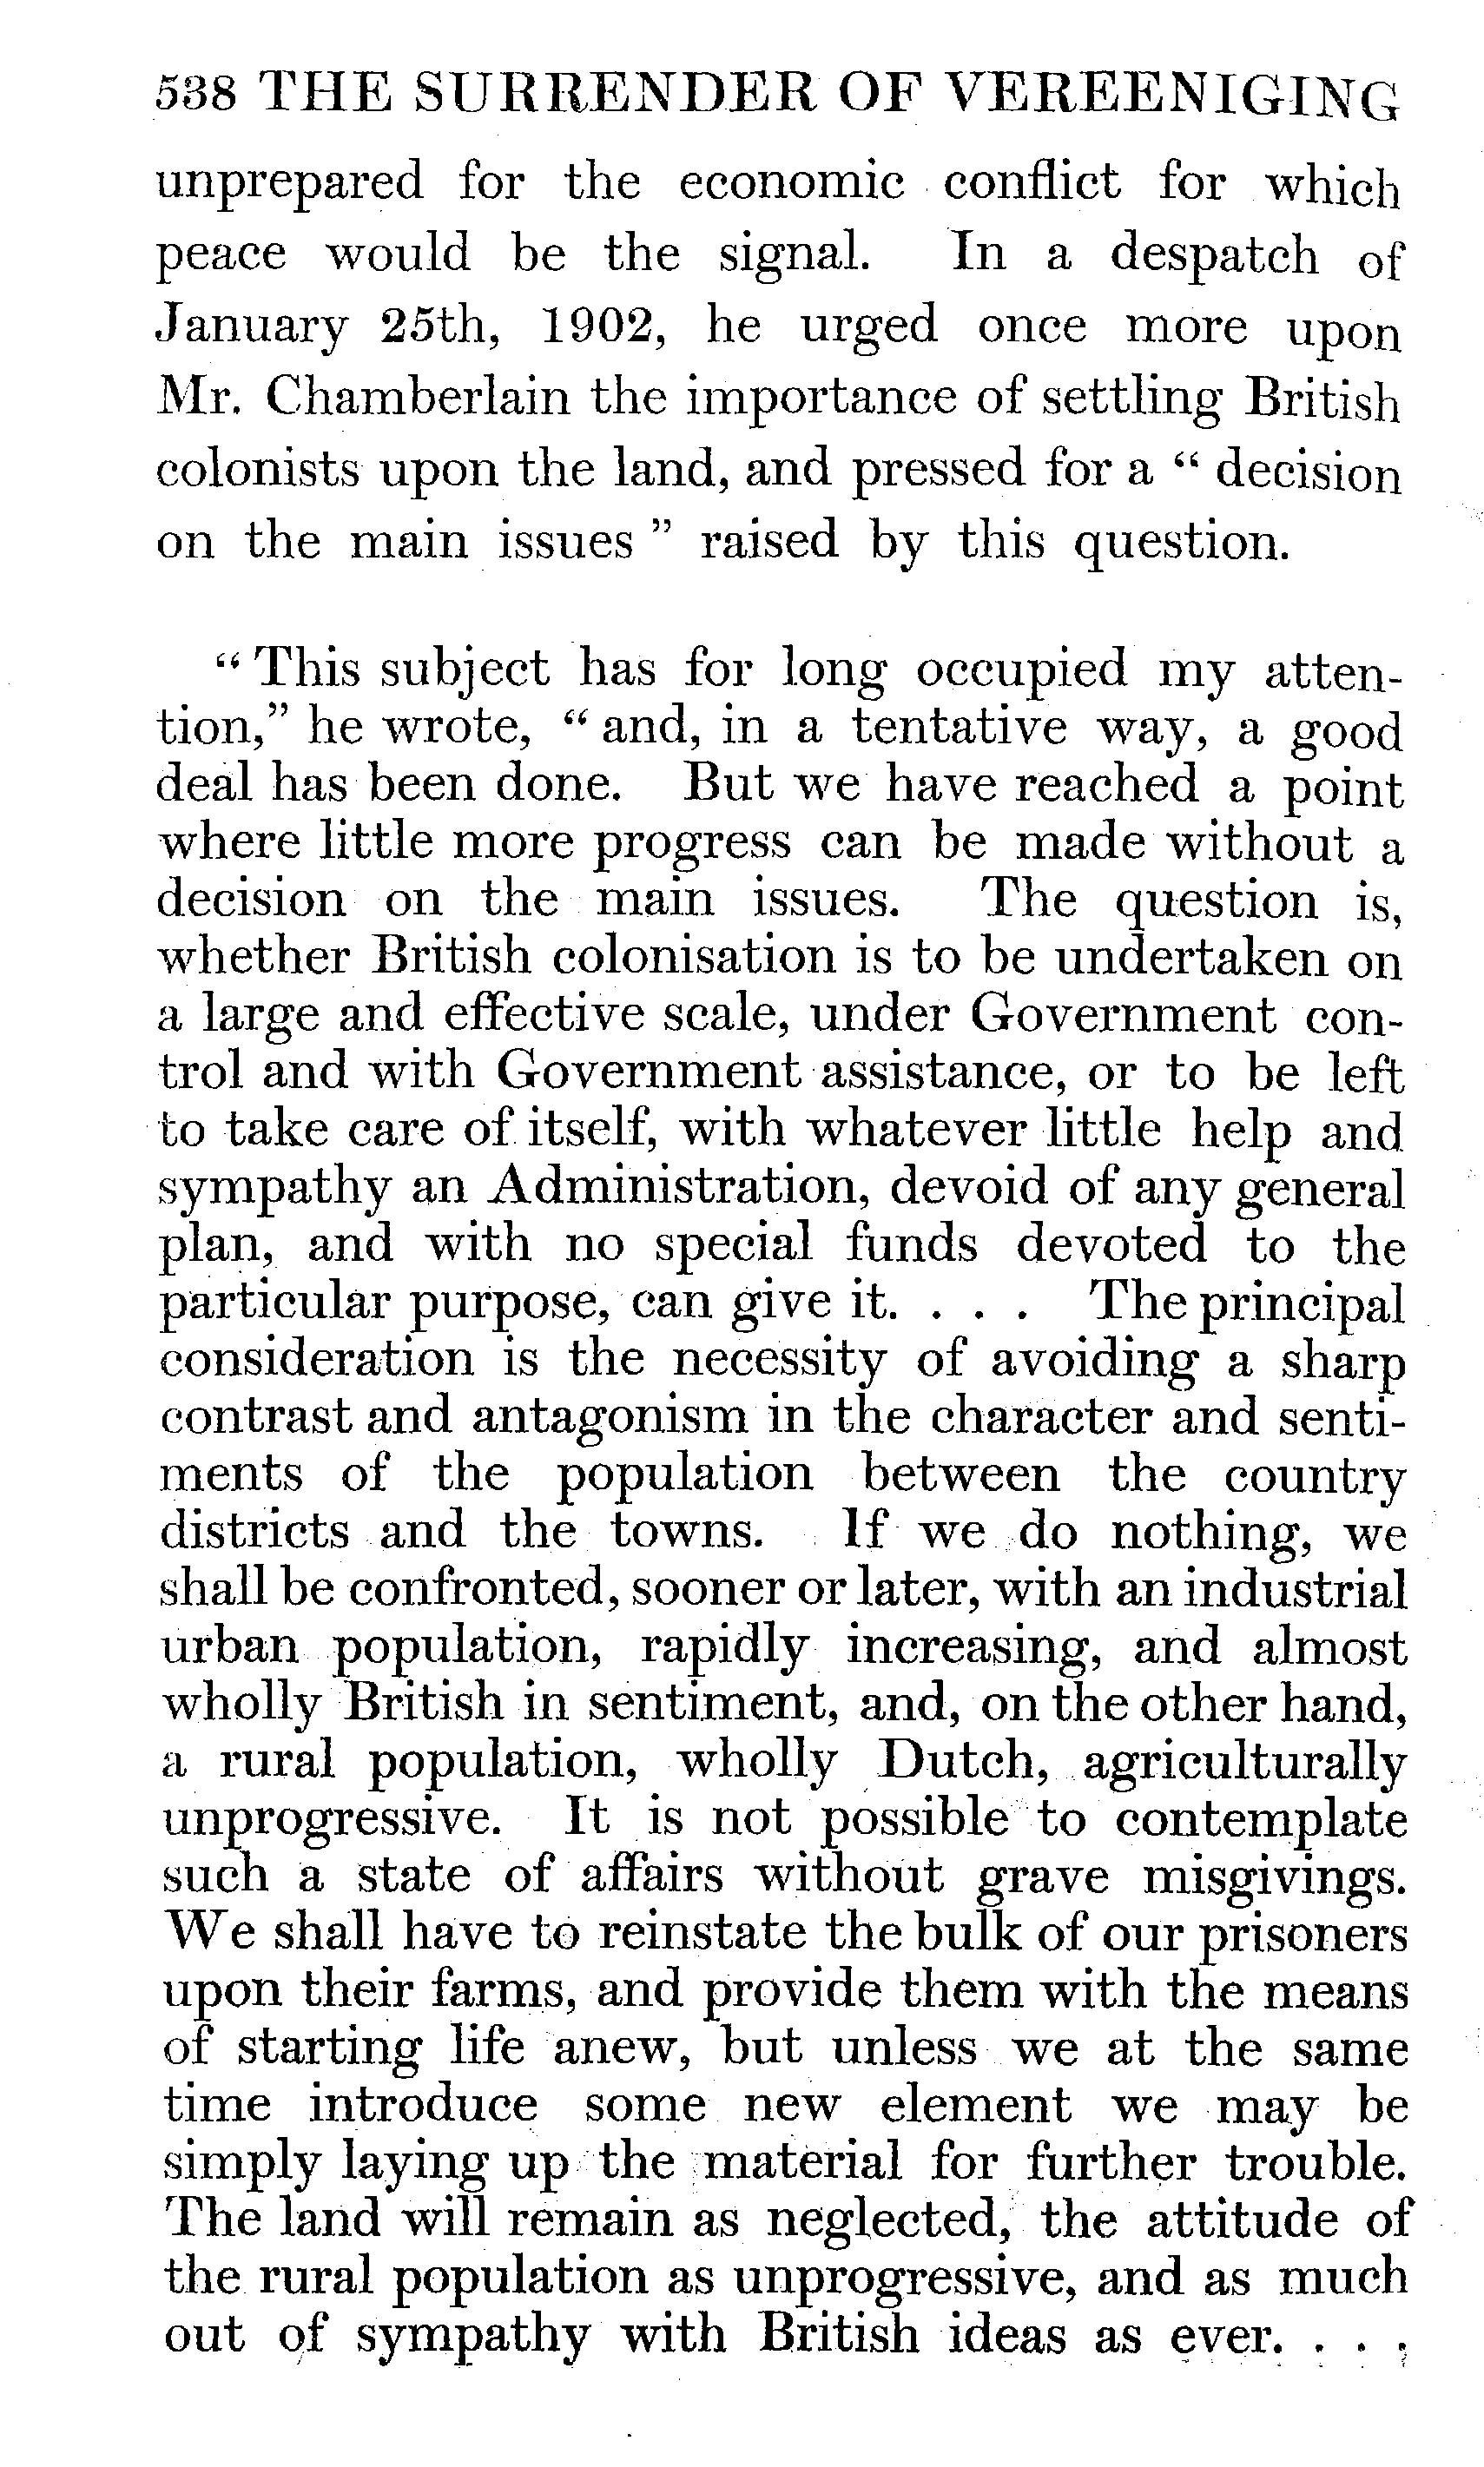 538 THE SURRENDER OF VEREENIGING
unprepared for the economic conflict for which
peace would be the signal. In a despatch of
January 25th, 1902, he urged once more upon
Mr. Chamberlain the importance of settling British
colonists upon the land, and pressed for a “ decision
on the main issues ” raised by this question.
“ This subject has for long occupied my atten-
tion,” he wrote, “ and, in a tentative way, a good
deal has been done. But we have reached a point
where little more progress can be made without a
decision on the main issues. The question is,
whether British colonisation is to be undertaken on
a large and effective scale, under Government con-
trol and with Government assistance, or to be left
to take care of itself, with whatever little help and
sympathy an Administration, devoid of any general
plan, and with no special funds devoted to the
particular purpose, can give it. . . . The principal
consideration is the necessity of avoiding a sharp
contrast and antagonism in the character and senti-
ments of the population between the country
districts and the towns. If we do nothing, we
shall be confronted, sooner or later, with an industrial
urban population, rapidly increasing, and almost
wholly British in sentiment, and, on the other hand,
a rural population, wholly Dutch, agriculturally
unprogressive. It is not possible to contemplate
such a state of affairs without grave misgivings.
We shall have to reinstate the bulk of our prisoners
upon their farms, and provide them with the means
of starting life anew, but unless we at the same
time introduce some new element we may be
simply laying up the material for further trouble.
The land will remain as neglected, the attitude of
the rural population as unprogressive, and as much
out of sympathy with British ideas as ever. . . .